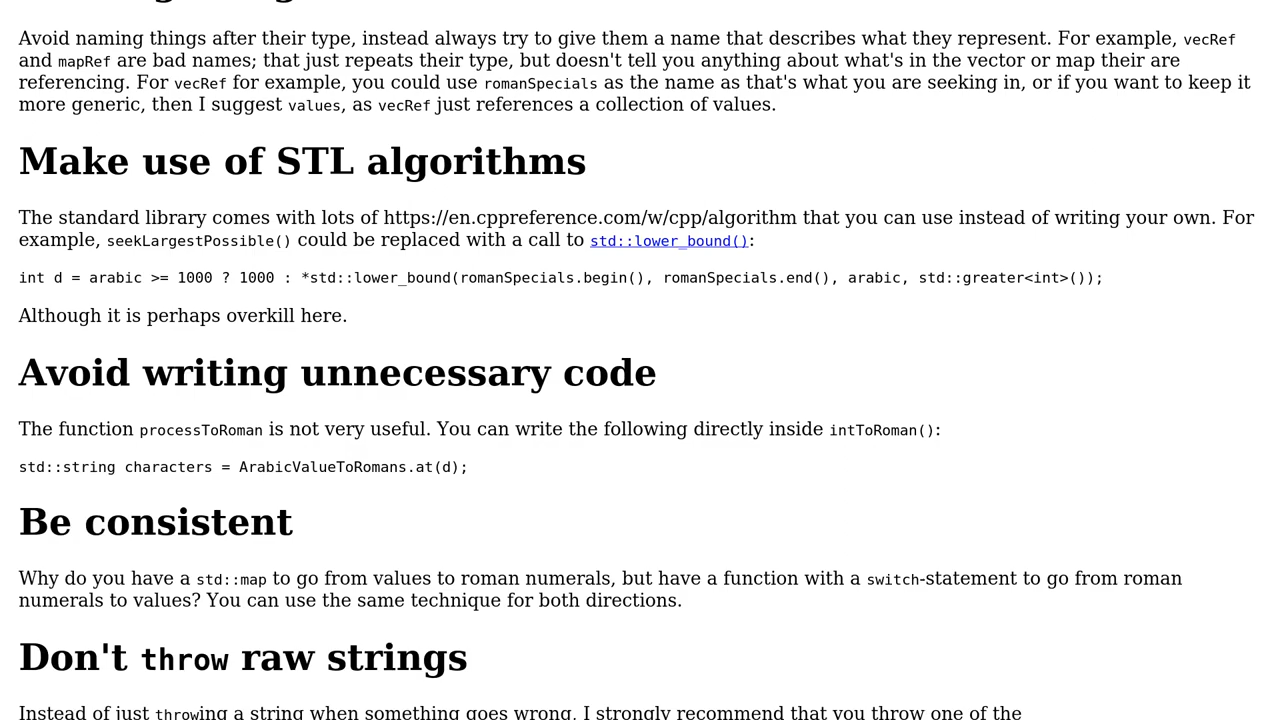 Avoid naming things after their type, instead always try to give them a name that describes what they represent. For example, vecRef
and mapRef are bad names; that just repeats their type, but doesn't tell you anything about what's in the vector or map their are
referencing. For vecRef for example, you could use romanSpecials as the name as that's what you are seeking in, or if you want to keep it
more generic, then I suggest values, as vecRef just references a collection of values.
Make use of STL algorithms
The standard library comes with lots of https://en.cppreference.com/w/cpp/algorithm that you can use instead of writing your own. For
example, seekLargestPossible() could be replaced with a call to std::lower_bound():
int d = arabic >= 1000 ? 1000 : *std::lower_bound(romanSpecials.begin(), romanSpecials.end(), arabic, std::greater<int>());
Although it is perhaps overkill here.
Avoid writing unnecessary code
The function processToRoman is not very useful. You can write the following directly inside intToRoman():
std::string characters = ArabicValueToRomans.at(d);
Be consistent
Why do you have a std::map to go from values to roman numerals, but have a function with a switch-statement to go from roman
numerals to values? You can use the same technique for both directions.
Don't throw raw strings
Instead of just throwing a string when something goes wrong, I strongly recommend that you throw one of the